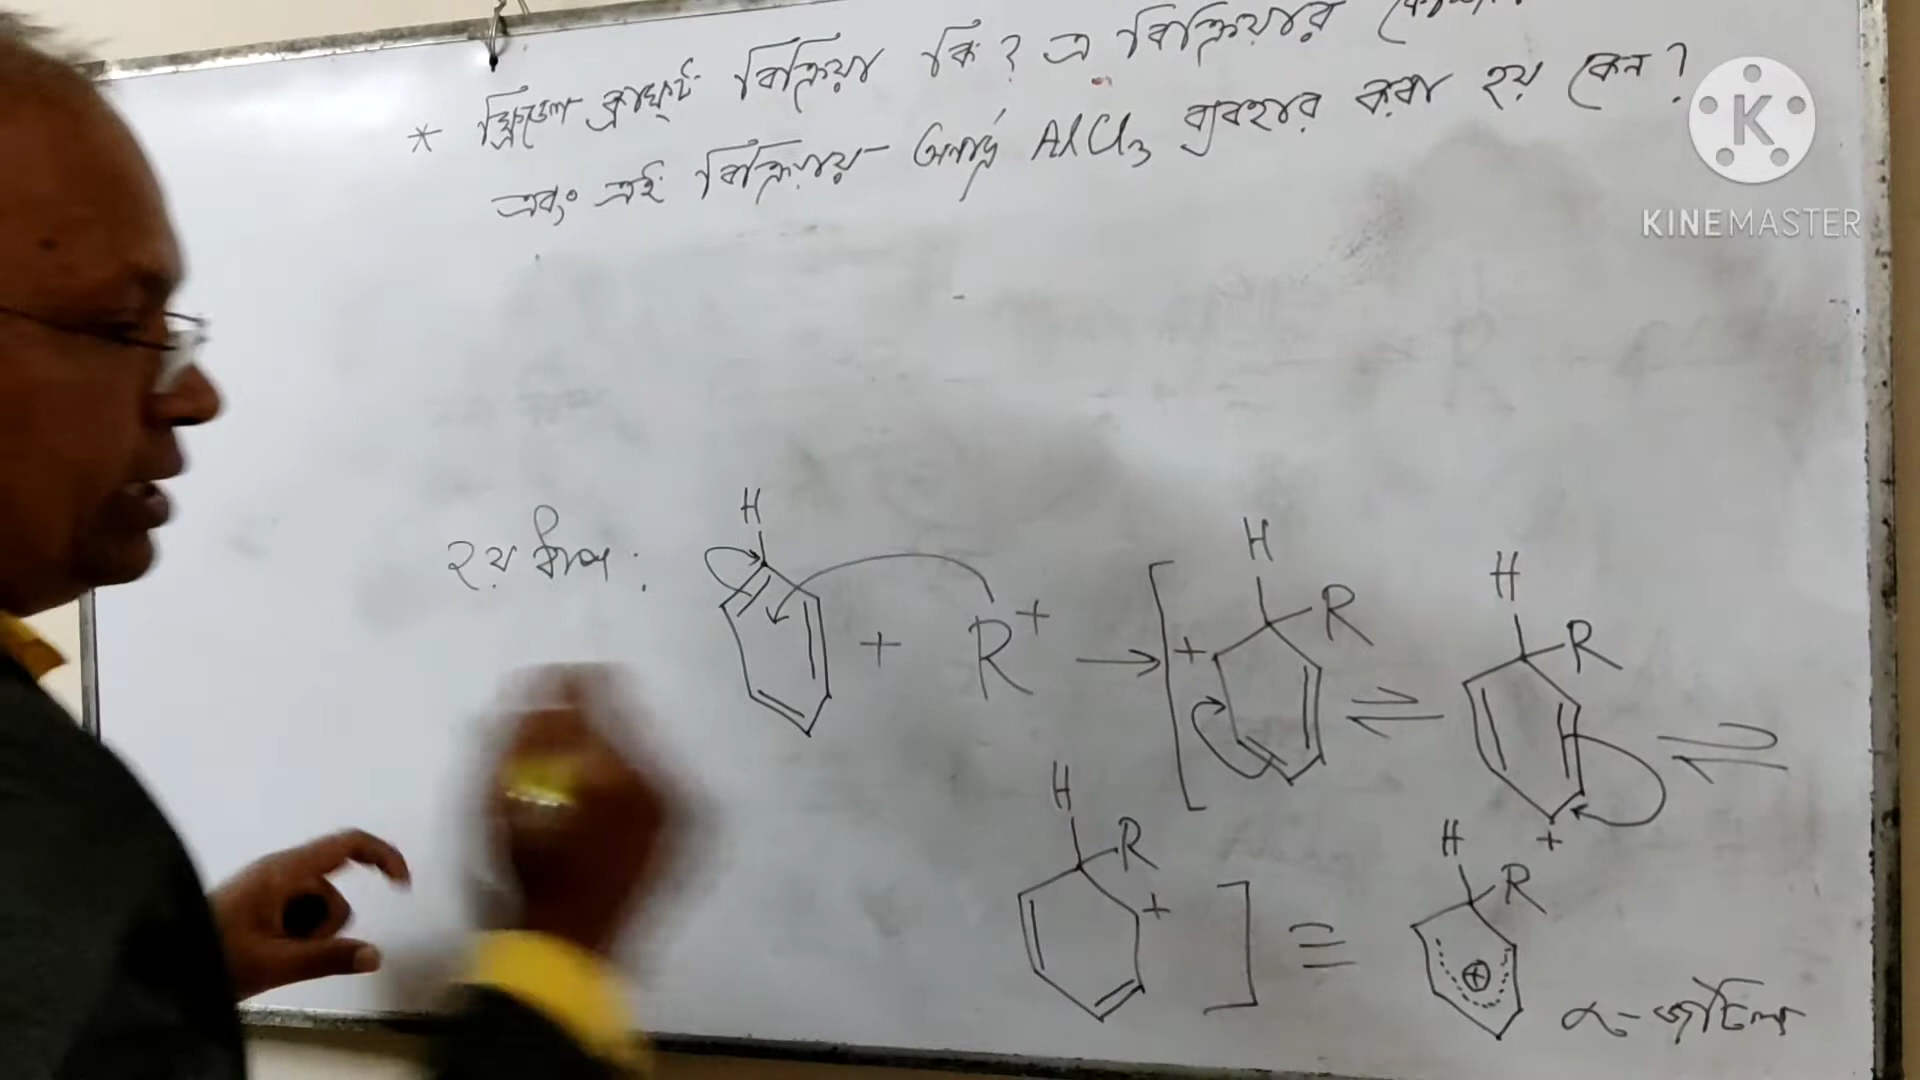 * ফ্রিডেল ক্রাফ্ট বিক্রিয়া কি? এ বিক্রিয়ার
এবং এই বিক্রিয়ায় অনার্দ্র AlCl3 ব্যবহার করা হয় কেন?
K
KINEMASTER
২য় ধাপ:
H
+ R+ → [ + H R ⇌ H R + ⇌
H R + ] ≡ H R ⊕ α-জটিল